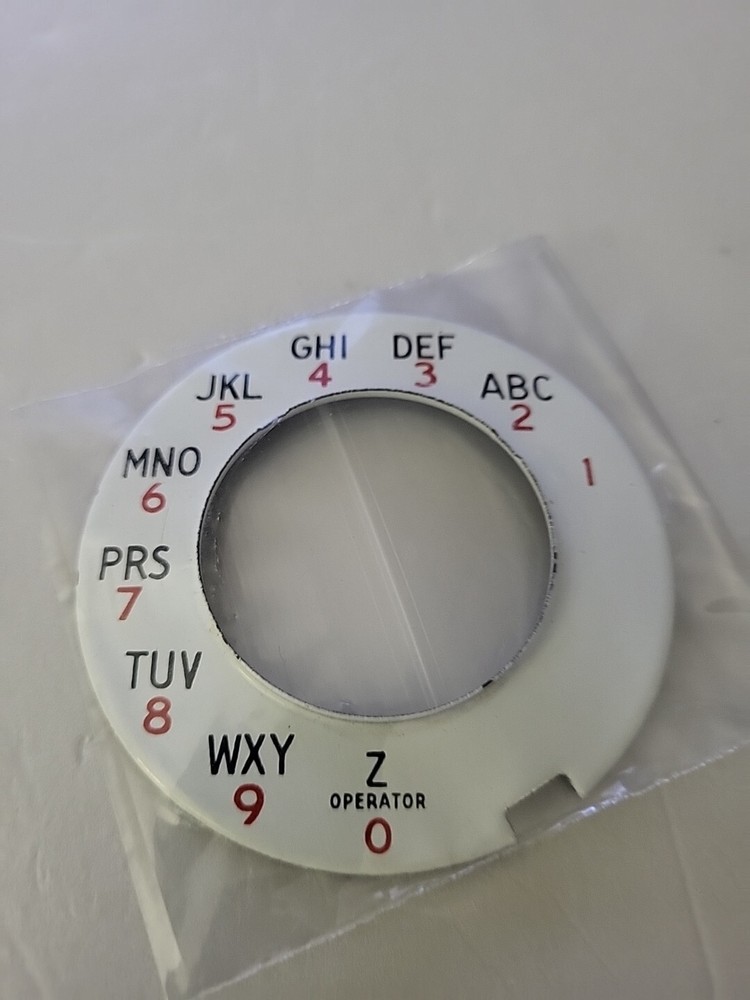 1
ABC
2
DEF
3
GHI
4
JKL
5
MNO
6
PRS
7
TUV
8
WXY
9
Z
OPERATOR
0